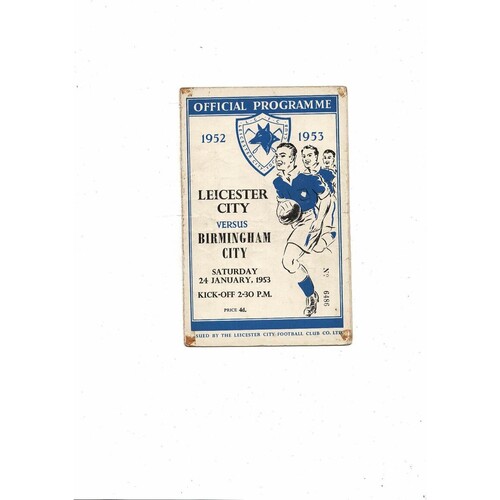 OFFICIAL PROGRAMME
1952 1953
LEICESTER
CITY
VERSUS
BIRMINGHAM
CITY
SATURDAY
24 JANUARY, 1953
KICK-OFF 2-30 P.M.
PRICE 4d.
Nº 6486
ISSUED BY THE LEICESTER CITY FOOTBALL CLUB CO. LTD.